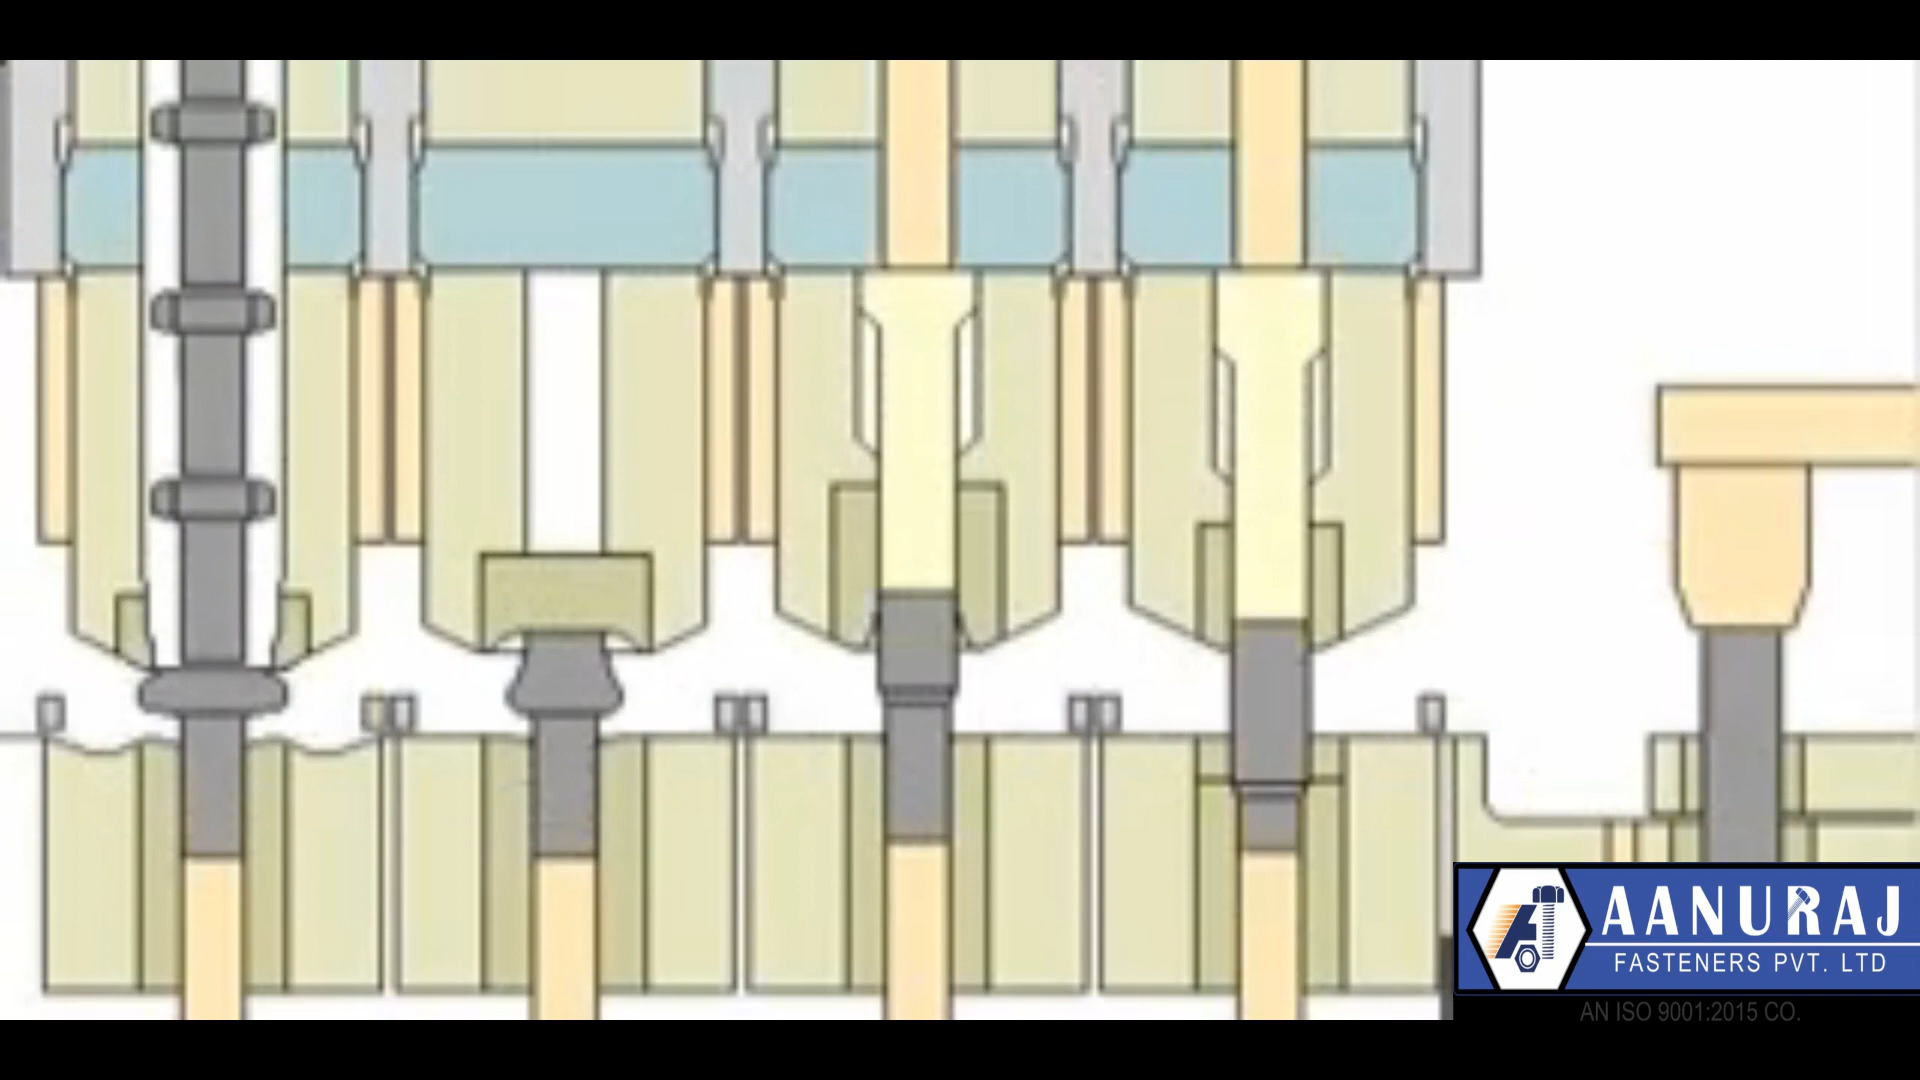 AANURAJ
FASTENERS PVT. LTD
AN ISO 9001:2015 CO.